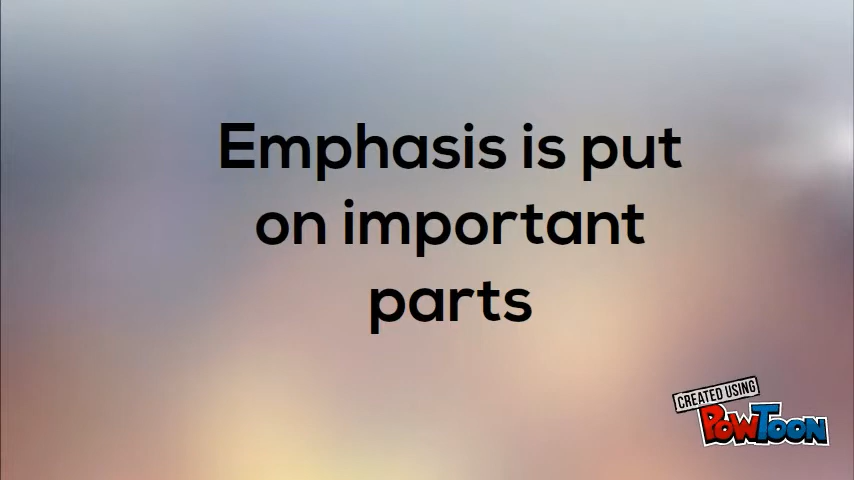 Emphasis is put
on important
parts
CREATED USING
POWTOON